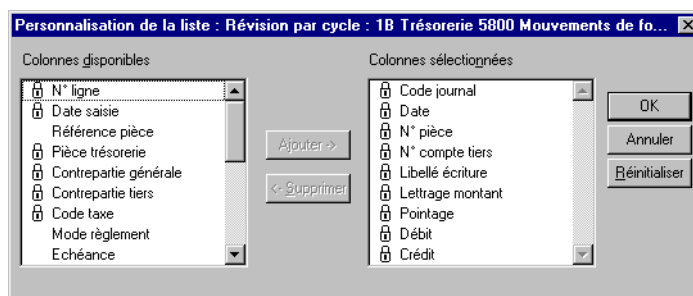 Personnalisation de la liste : Révision par cycle : 1B Trésorerie 5800 Mouvements de fo...
Colonnes disponibles
N° ligne
Date saisie
Référence pièce
Pièce trésorerie
Contrepartie générale
Contrepartie tiers
Code taxe
Mode règlement
Echéance
Ajouter ->
<- Supprimer
Colonnes sélectionnées
Code journal
Date
N° pièce
N° compte tiers
Libellé écriture
Lettrage montant
Pointage
Débit
Crédit
OK
Annuler
Réinitialiser